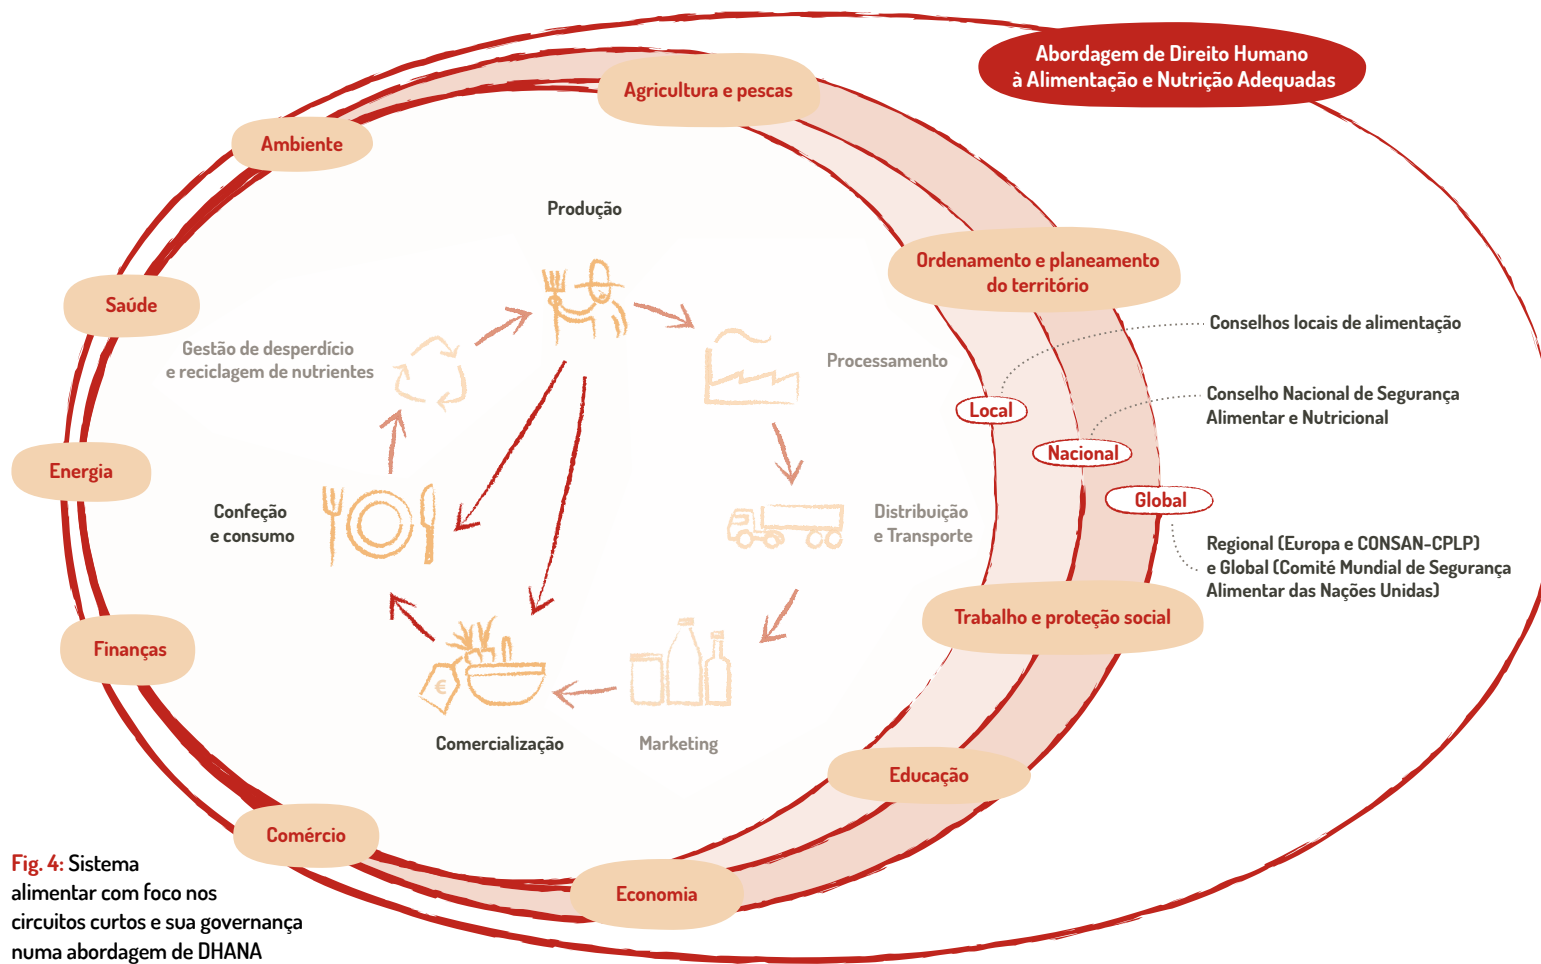 Abordagem de Direito Humano
à Alimentação e Nutrição Adequadas
Agricultura e pescas
Ambiente
Produção
Ordenamento e planeamento
do território
Saúde
Conselhos locais de alimentação
Gestão de desperdício
e reciclagem de nutrientes
Processamento
Conselho Nacional de Segurança
Alimentar e Nutricional
Local
Nacional
Energia
Global
Confeção
e consumo
Distribuição
e Transporte
Regional (Europa e CONSAN-CPLP)
e Global (Comité Mundial de Segurança
Alimentar das Nações Unidas)
Trabalho e proteção social
Finanças
€
Comercialização
Marketing
Educação
Comércio
Economia
Fig. 4: Sistema
alimentar com foco nos
circuitos curtos e sua governança
numa abordagem de DHANA